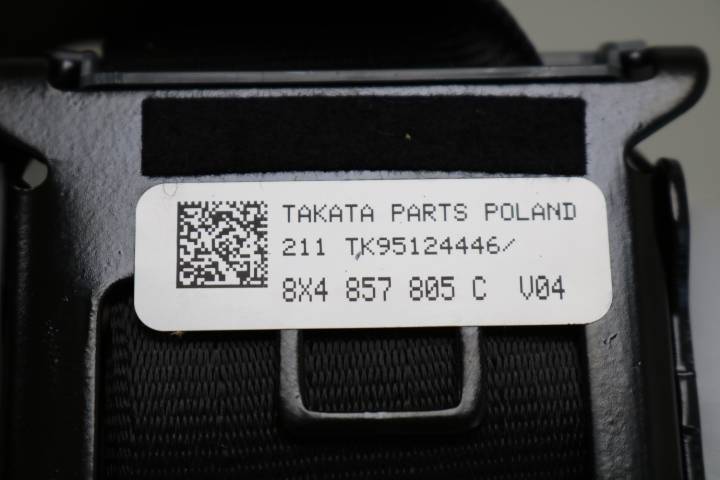 TAKATA PARTS POLAND
211 TK95124446/
8X4 857 805 C V04